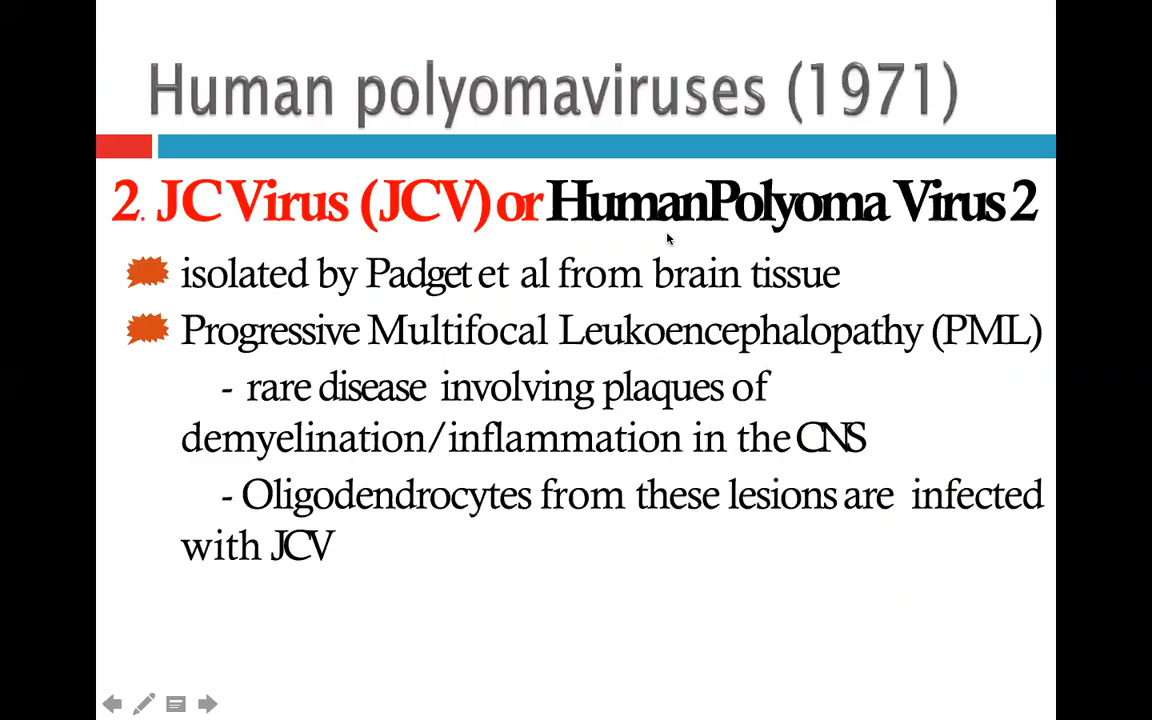 Human polyomaviruses (1971)
2. JC Virus (JCV) or Human Polyoma Virus 2
isolated by Padget et al from brain tissue
Progressive Multifocal Leukoencephalopathy (PML)
- rare disease involving plaques of
demyelination/inflammation in the CNS
- Oligodendrocytes from these lesions are infected
with JCV